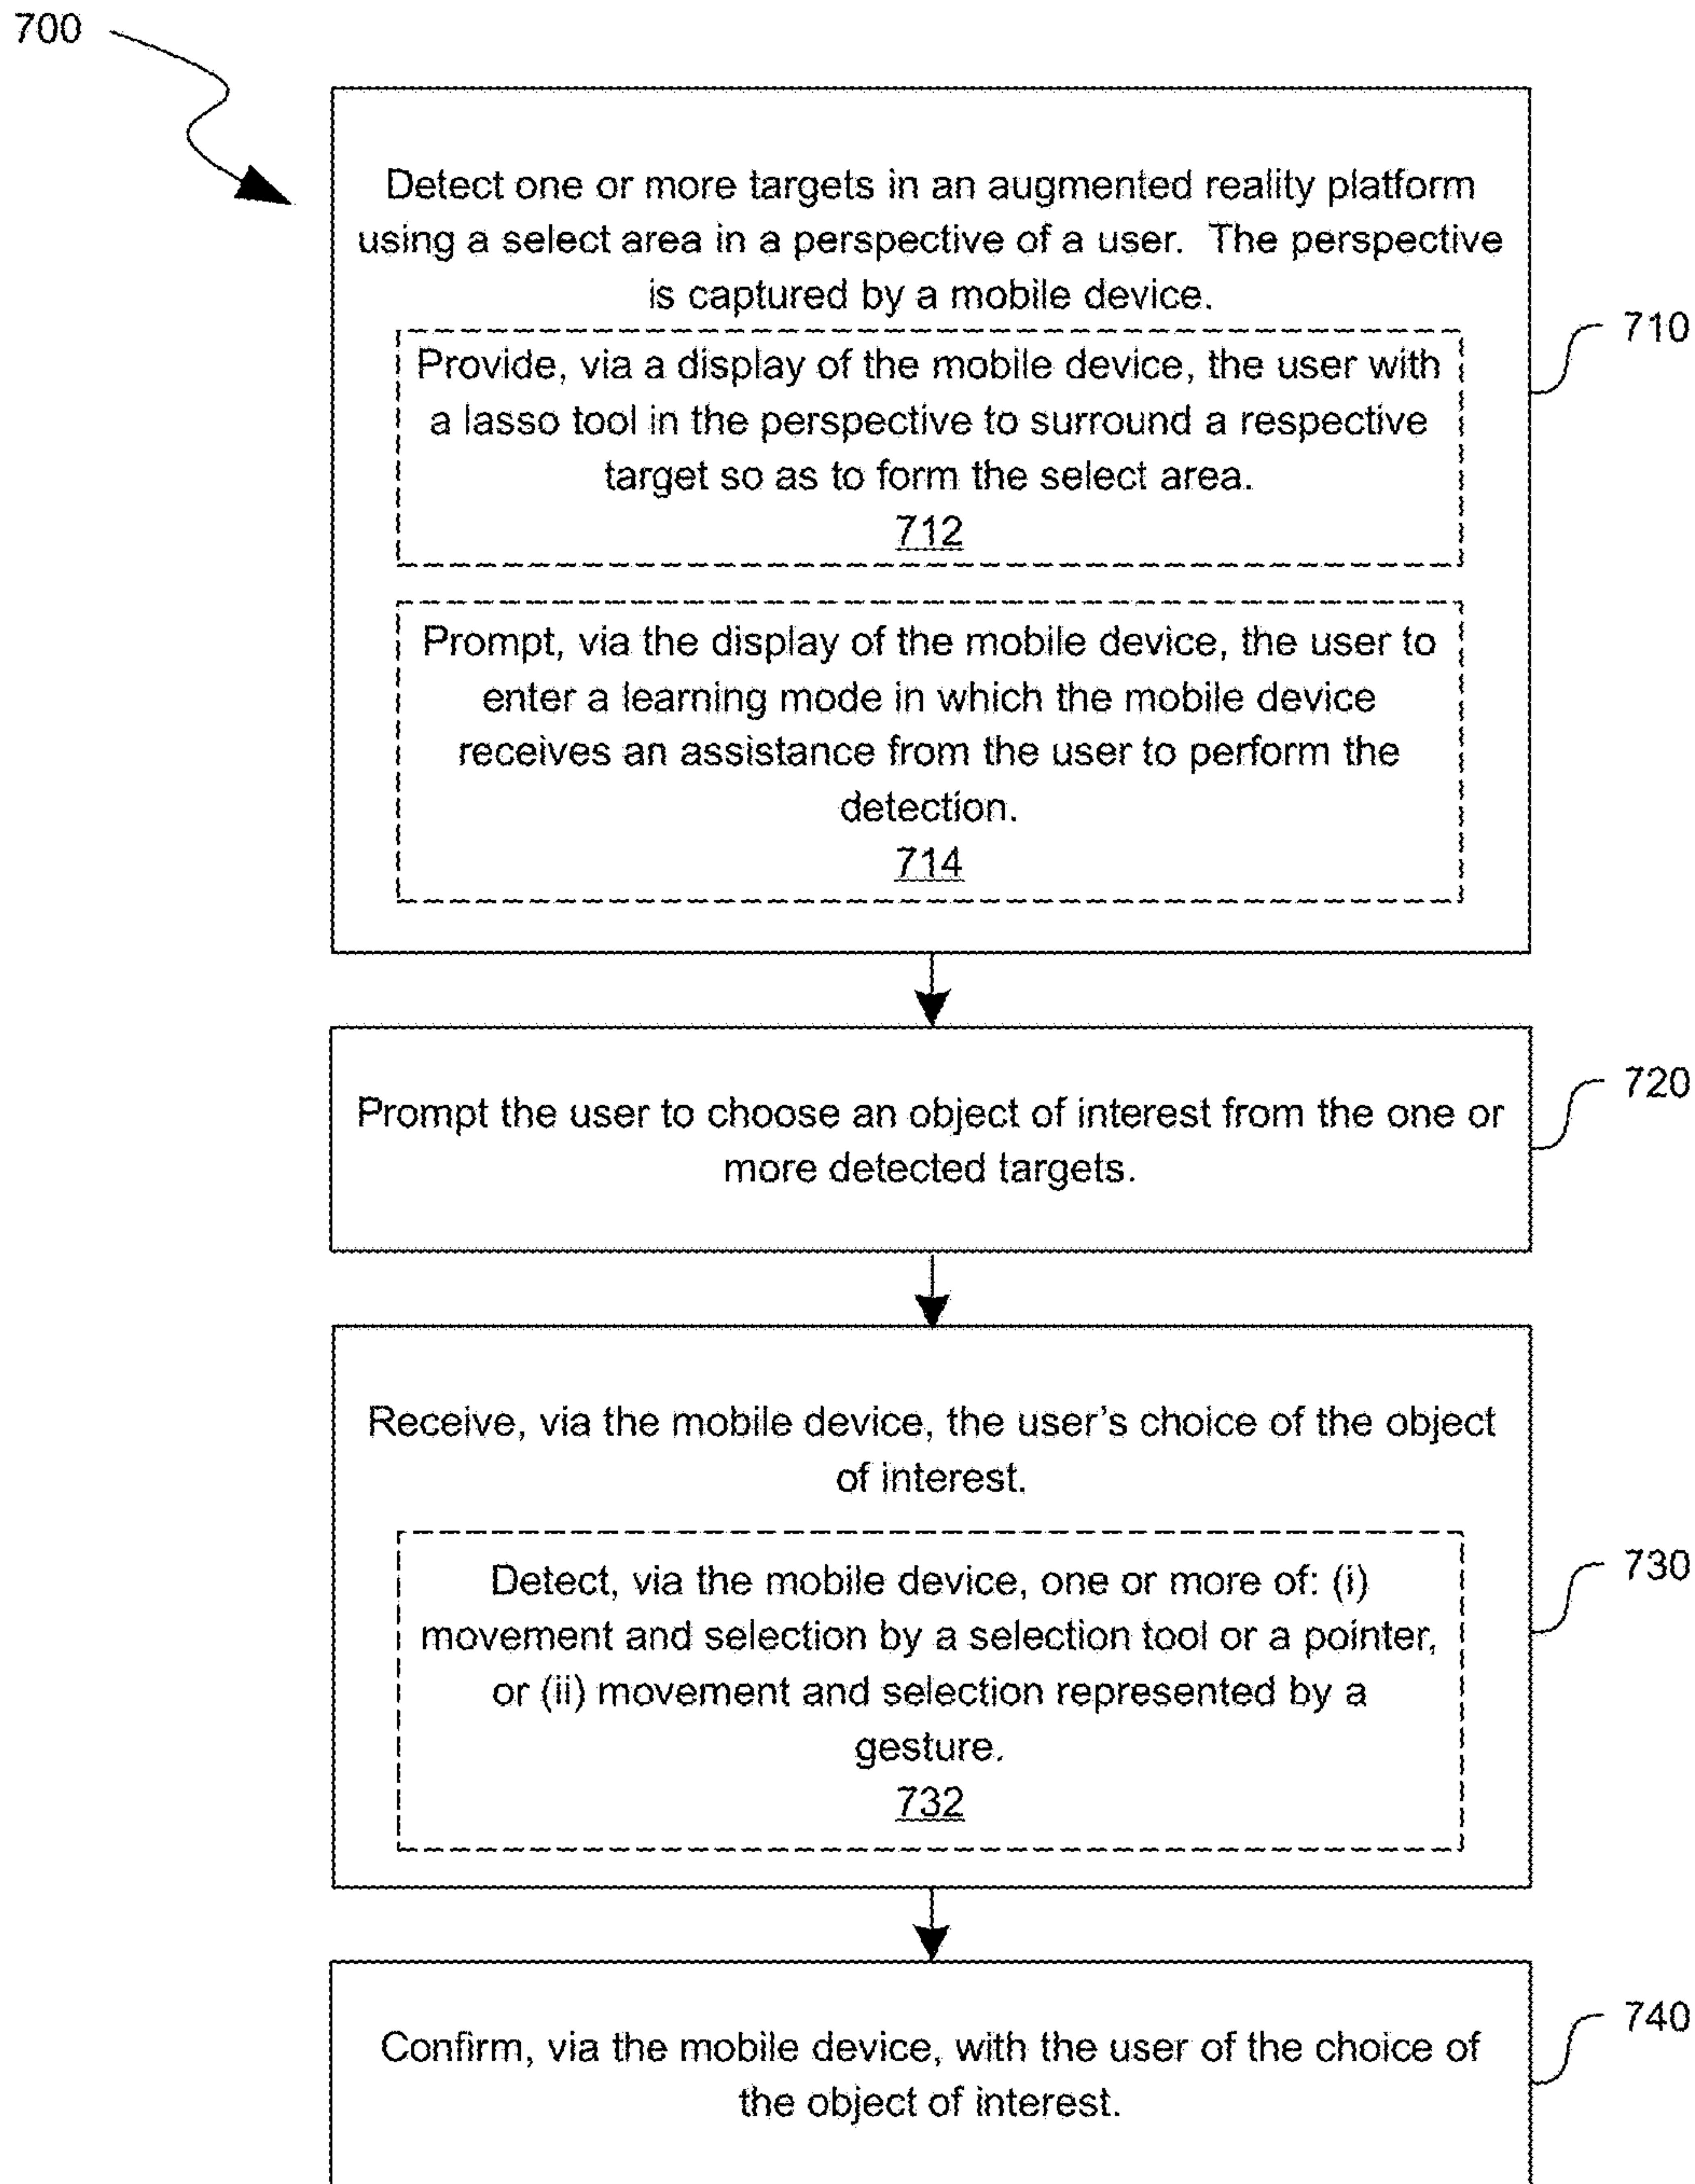 700
Detect one or more targets in an augmented reality platform
using a select area in a perspective of a user. The perspective
is captured by a mobile device.
710
Provide, via a display of the mobile device, the user with
a lasso tool in the perspective to surround a respective
target so as to form the select area.
712
Prompt, via the display of the mobile device, the user to
enter a learning mode in which the mobile device
receives an assistance from the user to perform the
detection.
714
720
Prompt the user to choose an object of interest from the one or
more detected targets.
Receive, via the mobile device, the user's choice of the object
of interest.
730
Detect, via the mobile device, one or more of: (i)
movement and selection by a selection tool or a pointer,
or (ii) movement and selection represented by a
gesture.
732
740
Confirm, via the mobile device, with the user of the choice of
the object of interest.